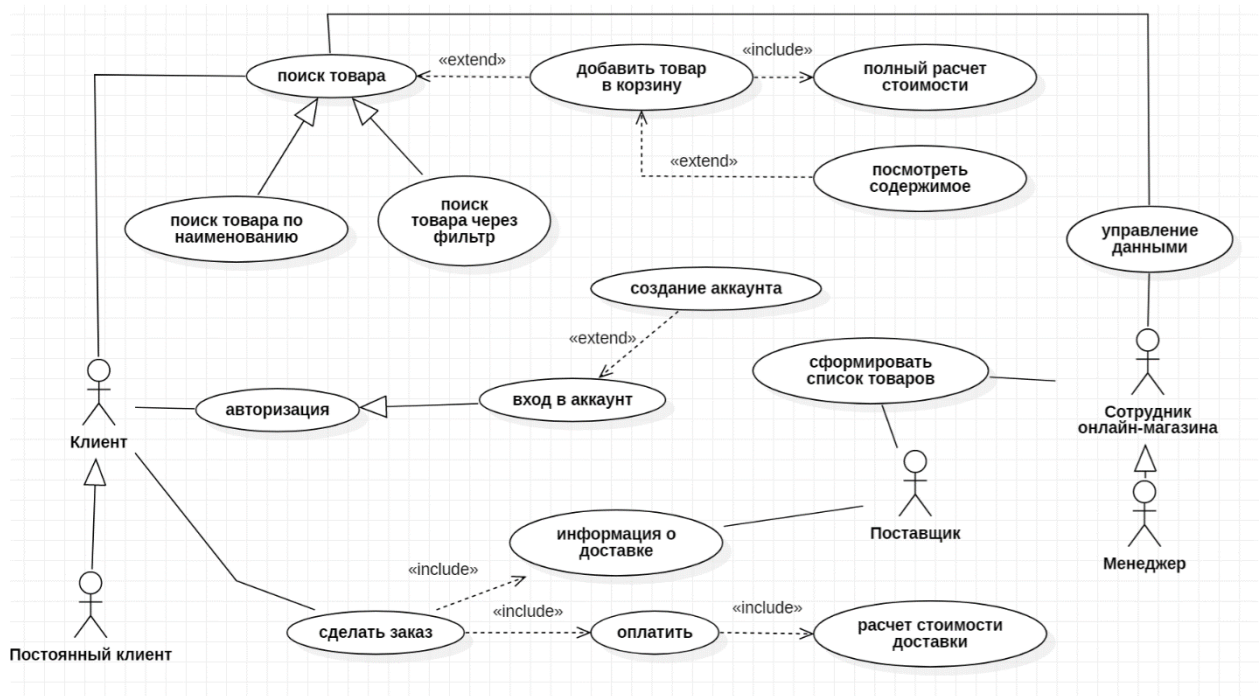 «extend»
«include»
поиск товара
добавить товар
в корзину
полный расчет
стоимости
«extend»
посмотреть
содержимое
поиск товара по
наименованию
поиск
товара через
фильтр
управление
данными
создание аккаунта
«extend»
сформировать
список товаров
авторизация
вход в аккаунт
Клиент
Сотрудник
онлайн-магазина
информация о
доставке
Поставщик
Менеджер
«include»
«include»
«include»
сделать заказ
оплатить
расчет стоимости
доставки
Постоянный клиент